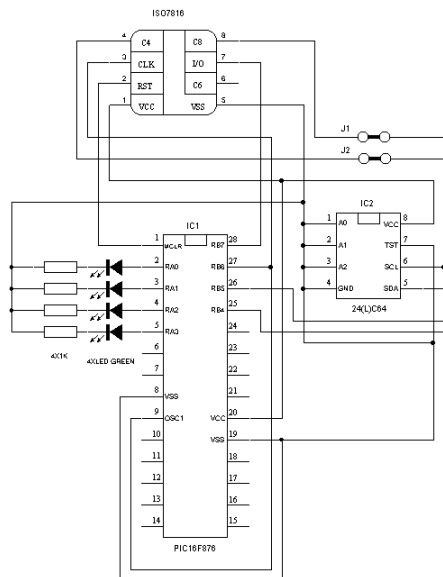 ISO7816
4 C4 C8 8
3 CLK I/O 7
2 RST C6 6
1 VCC VSS 5
J1
J2
IC2
1 A0 VCC 8
2 A1 TST 7
3 A2 SCL 6
4 GND SDA 5
24(L)C64
IC1
1 MCLR RB7 28
2 RA0 RB6 27
3 RA1 RB5 26
4 RA2 RB4 25
5 RA3 24
6 23
7 22
8 VSS 21
9 OSC1 VCC 20
10 VSS 19
11 18
12 17
13 16
14 15
4X1K
4XLED GREEN
PIC16F876